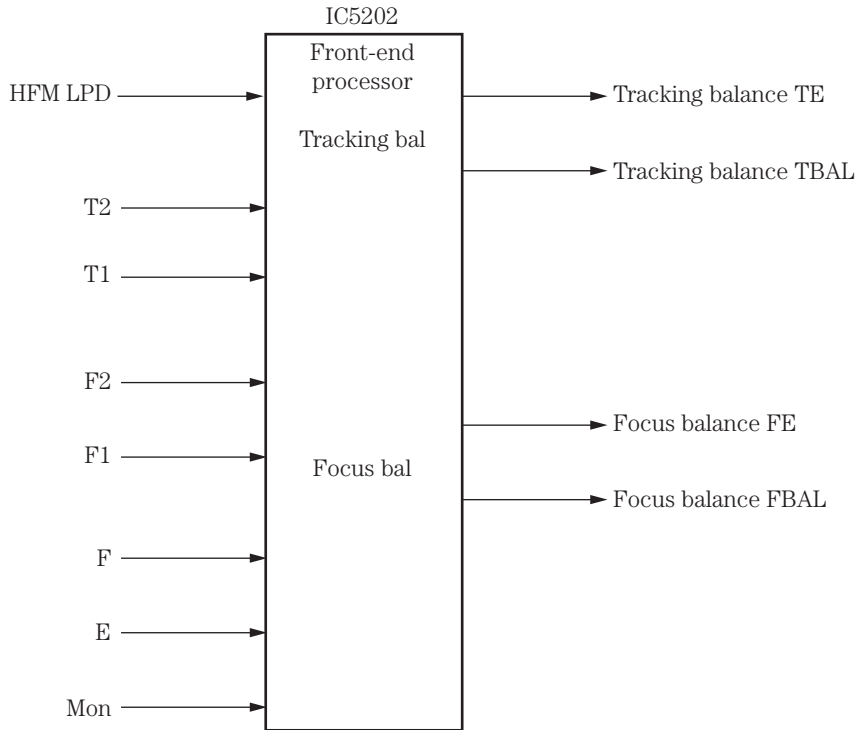 IC5202
Front-end
processor
HFM LPD
Tracking balance TE
Tracking bal
Tracking balance TBAL
T2
T1
F2
Focus balance FE
F1
Focus bal
Focus balance FBAL
F
E
Mon